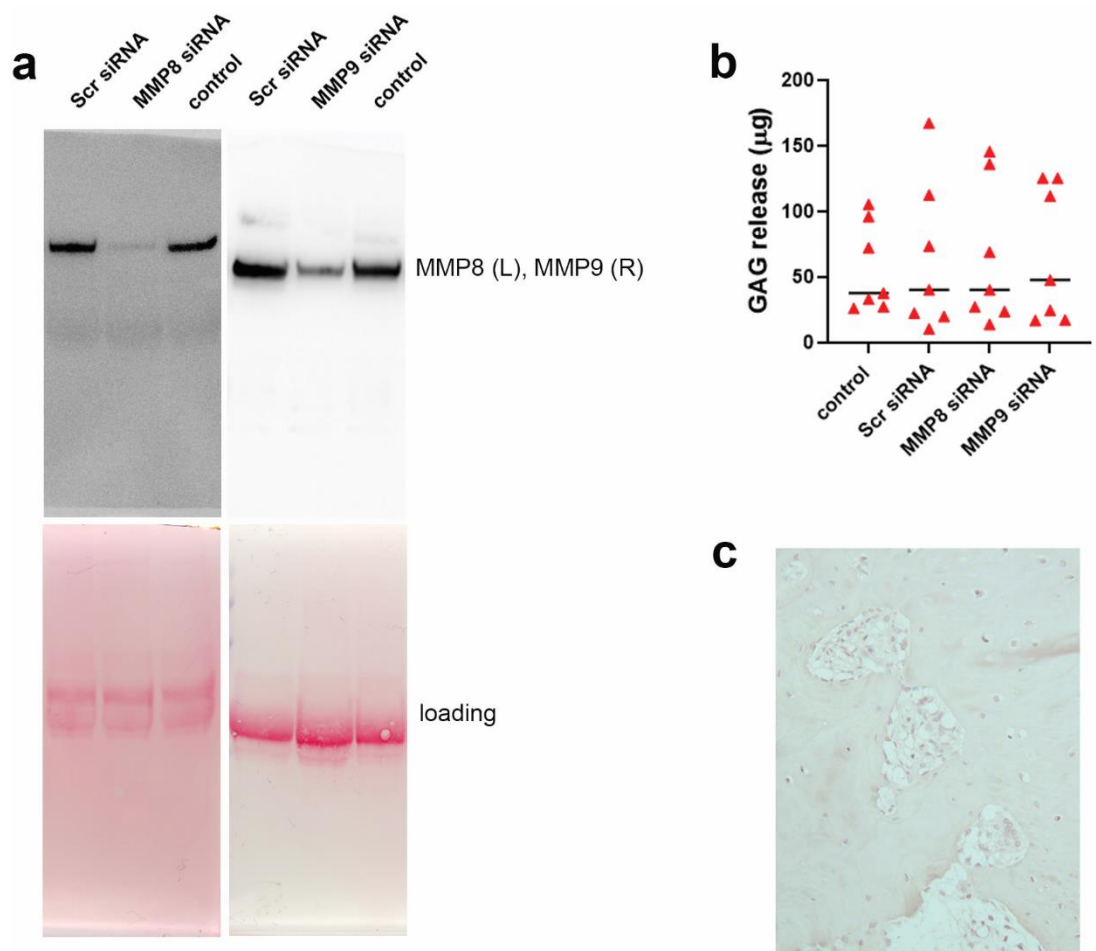 a
Scr siRNA
MMP8 siRNA
control
Scr siRNA
MMP9 siRNA
control
MMP8 (L), MMP9 (R)
loading
b
GAG release (µg)
200
150
100
50
0
control
Scr siRNA
MMP8 siRNA
MMP9 siRNA
c